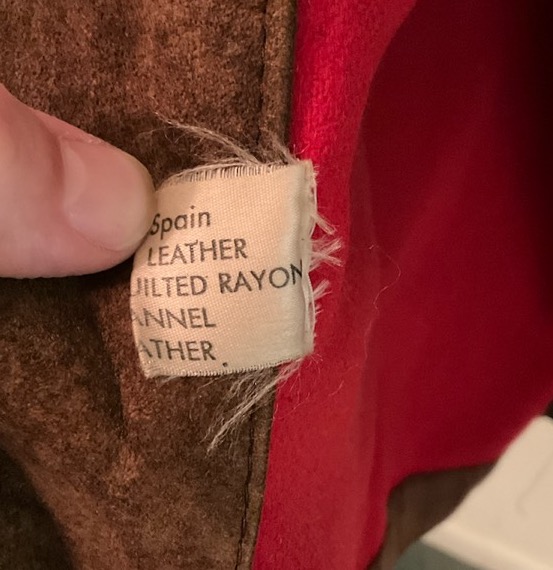 Spain
LEATHER
UILTED RAYON
ANNEL
ATHER.